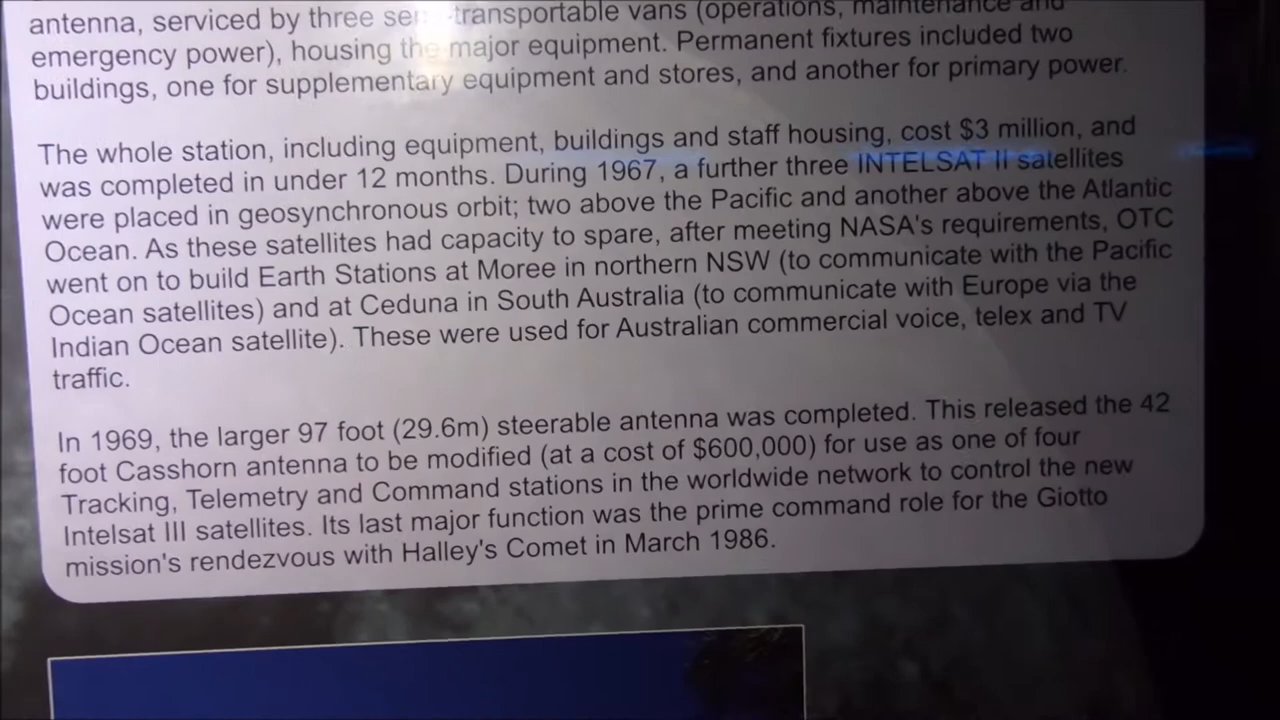 antenna, serviced by three transportable vans (operations, maintenance and
emergency power), housing the major equipment. Permanent fixtures included two
buildings, one for supplementary equipment and stores, and another for primary power.
The whole station, including equipment, buildings and staff housing, cost $3 million, and
was completed in under 12 months. During 1967, a further three INTELSAT II satellites
were placed in geosynchronous orbit; two above the Pacific and another above the Atlantic
Ocean. As these satellites had capacity to spare, after meeting NASA's requirements, OTC
went on to build Earth Stations at Moree in northern NSW (to communicate with the Pacific
Ocean satellites) and at Ceduna in South Australia (to communicate with Europe via the
Indian Ocean satellite). These were used for Australian commercial voice, telex and TV
traffic.
In 1969, the larger 97 foot (29.6m) steerable antenna was completed. This released the 42
foot Casshorn antenna to be modified (at a cost of $600,000) for use as one of four
Tracking, Telemetry and Command stations in the worldwide network to control the new
Intelsat III satellites. Its last major function was the prime command role for the Giotto
mission's rendezvous with Halley's Comet in March 1986.